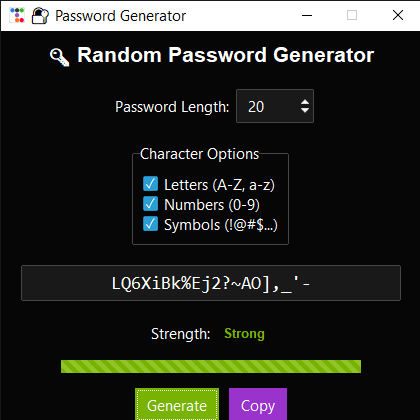 Password Generator
Random Password Generator
Password Length: 20
Character Options
Letters (A-Z, a-z)
Numbers (0-9)
Symbols (!@#$...)
LQ6XiBk%Ej2?~AO],_'-
Strength: Strong
Generate Copy